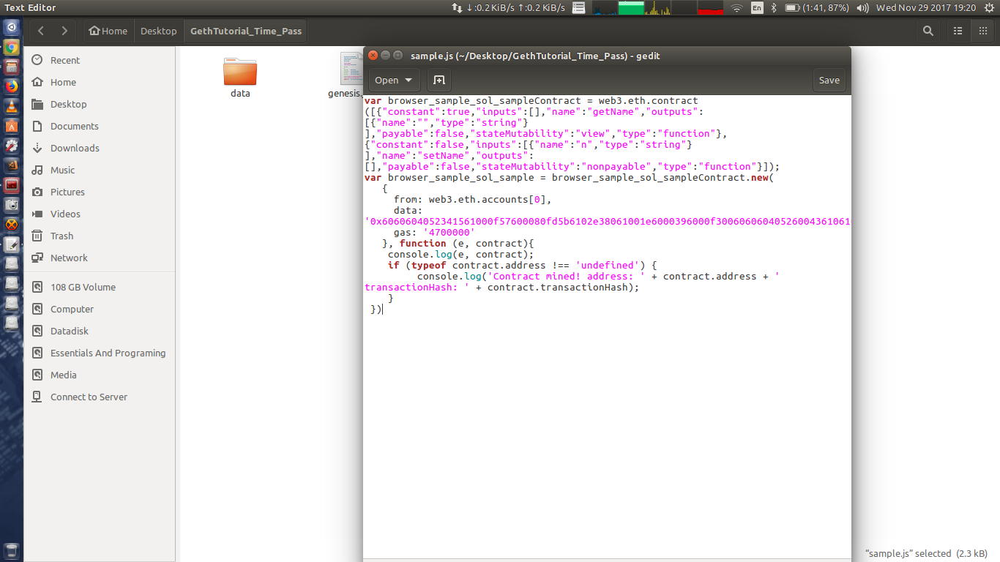 Text Editor
↓:0.2 KiB/s ↑:0.2 KiB/s
En
(1:41, 87%)
Wed Nov 29 2017 19:20
Home
Desktop
GethTutorial_Time_Pass
Recent
Home
Desktop
Documents
Downloads
Music
Pictures
Videos
Trash
Network
108 GB Volume
Computer
Datadisk
Essentials And Programing
Media
Connect to Server
data
genesis.
sample.js (~/Desktop/GethTutorial_Time_Pass) - gedit
Open
Save
var browser_sample_sol_sampleContract = web3.eth.contract
([{"constant":true,"inputs":[],"name":"getName","outputs":
[{"name":"","type":"string"}
],"payable":false,"stateMutability":"view","type":"function"},
{"constant":false,"inputs":[{"name":"n","type":"string"}
],"name":"setName","outputs":
[],"payable":false,"stateMutability":"nonpayable","type":"function"}]);
var browser_sample_sol_sample = browser_sample_sol_sampleContract.new(
{
from: web3.eth.accounts[0],
data:
'0x6060604052341561000f57600080fd5b6102e38061001e6000396000f300606060405260043610610
gas: '4700000'
}, function (e, contract){
console.log(e, contract);
if (typeof contract.address !== 'undefined') {
console.log('Contract mined! address: ' + contract.address + '
transactionHash: ' + contract.transactionHash);
}
})
"sample.js" selected (2.3 kB)